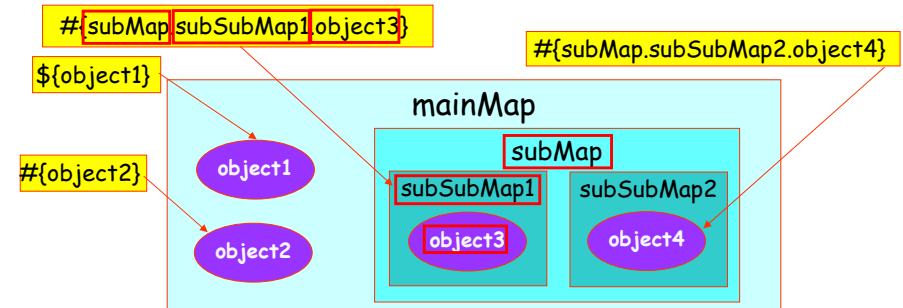 #{subMap.subSubMap1.object3}
#{subMap.subSubMap2.object4}
${object1}
mainMap
subMap
object1
#{object2}
subSubMap1
subSubMap2
object3
object4
object2